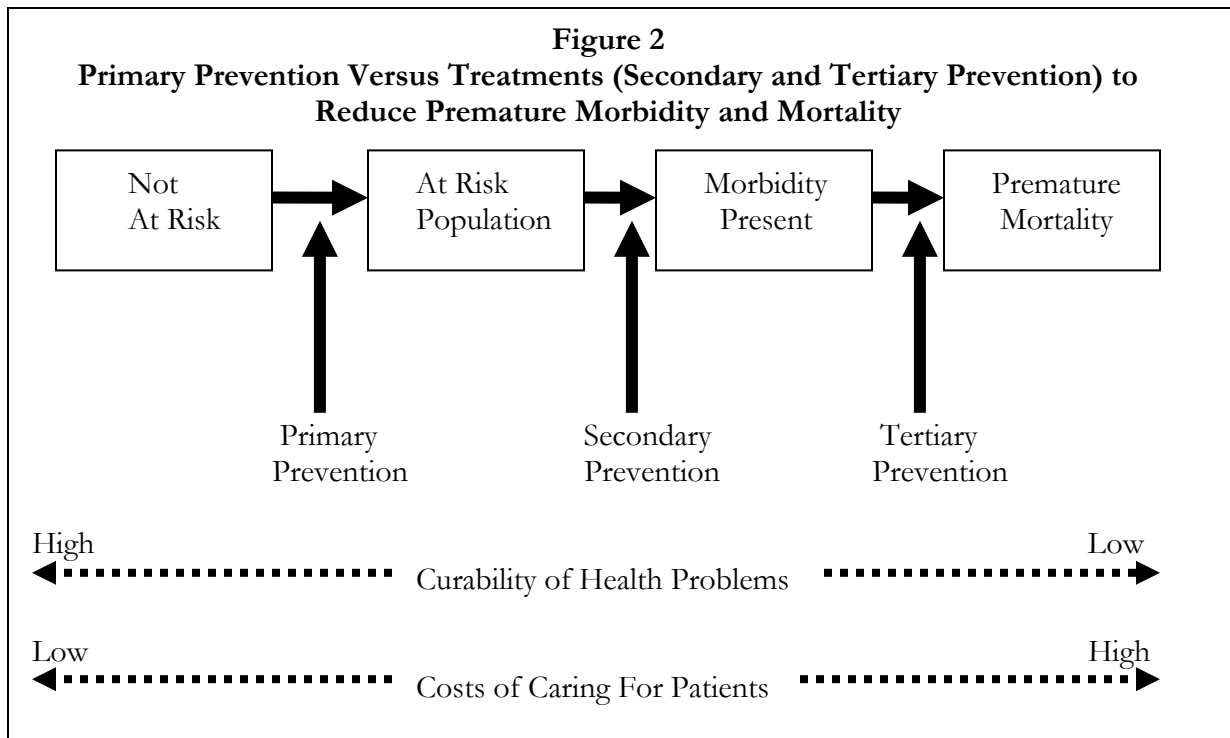 Figure 2
Primary Prevention Versus Treatments (Secondary and Tertiary Prevention) to
Reduce Premature Morbidity and Mortality
Not
At Risk
At Risk
Population
Morbidity
Present
Premature
Mortality
Primary
Prevention
Secondary
Prevention
Tertiary
Prevention
High
Low
Curability of Health Problems
Low
High
Costs of Caring For Patients